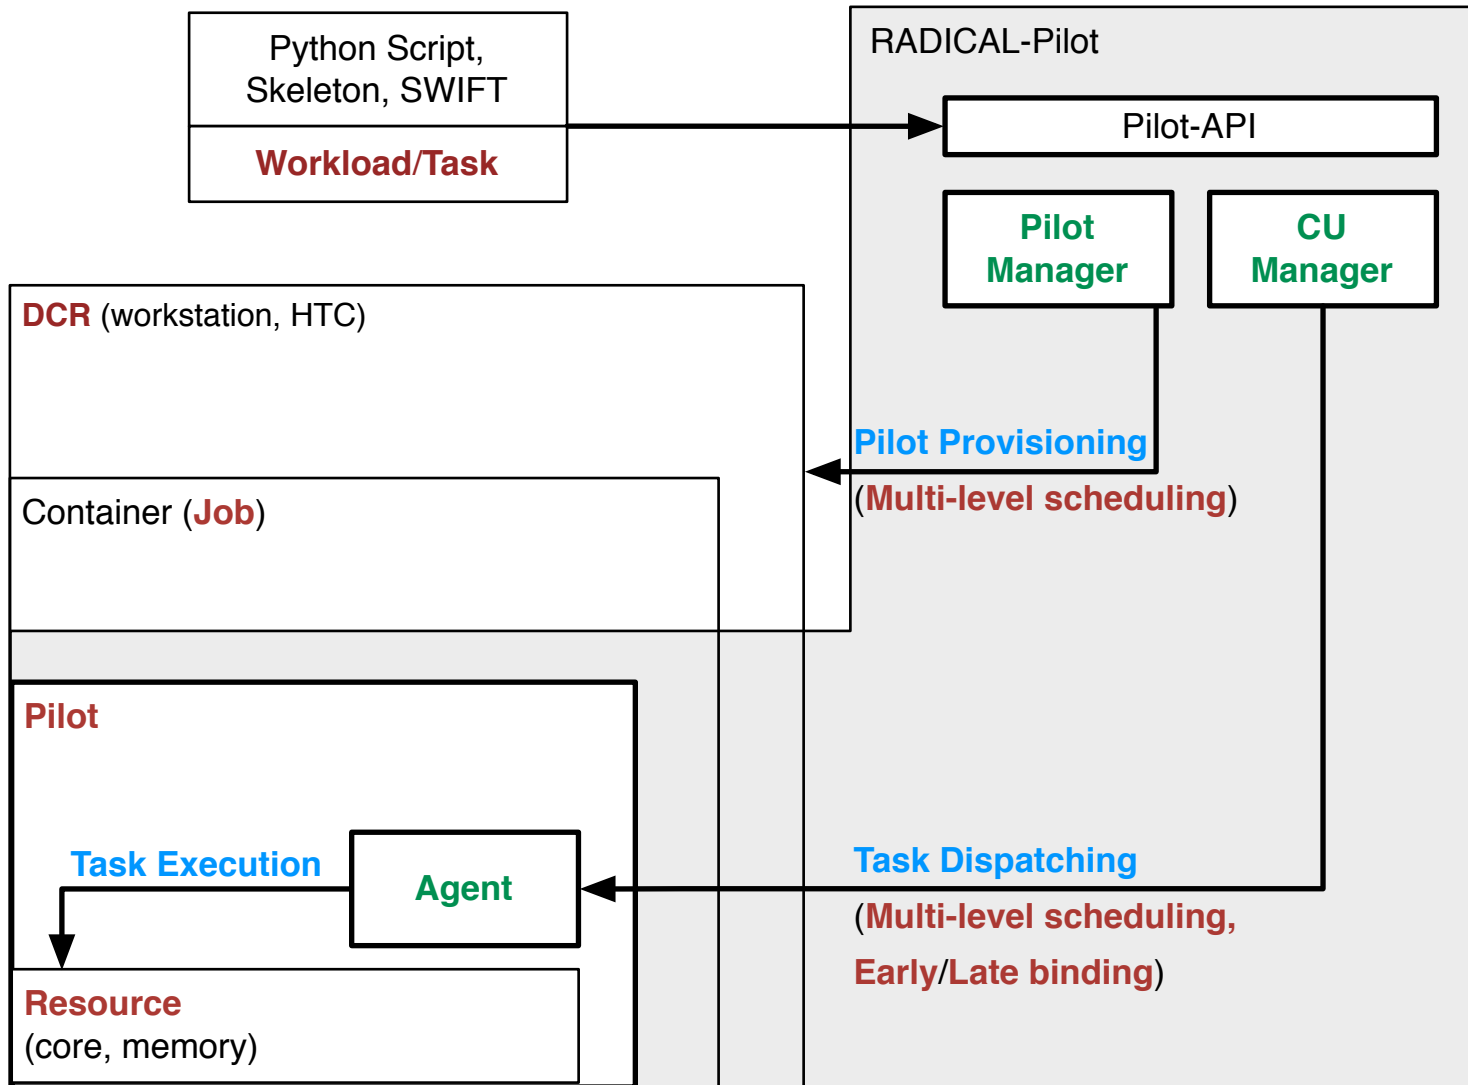 Python Script,
Skeleton, SWIFT
Workload/Task
RADICAL-Pilot
Pilot-API
Pilot
Manager
CU
Manager
DCR (workstation, HTC)
Pilot Provisioning
(Multi-level scheduling)
Container (Job)
Pilot
Task Execution
Agent
Task Dispatching
(Multi-level scheduling,
Early/Late binding)
Resource
(core, memory)